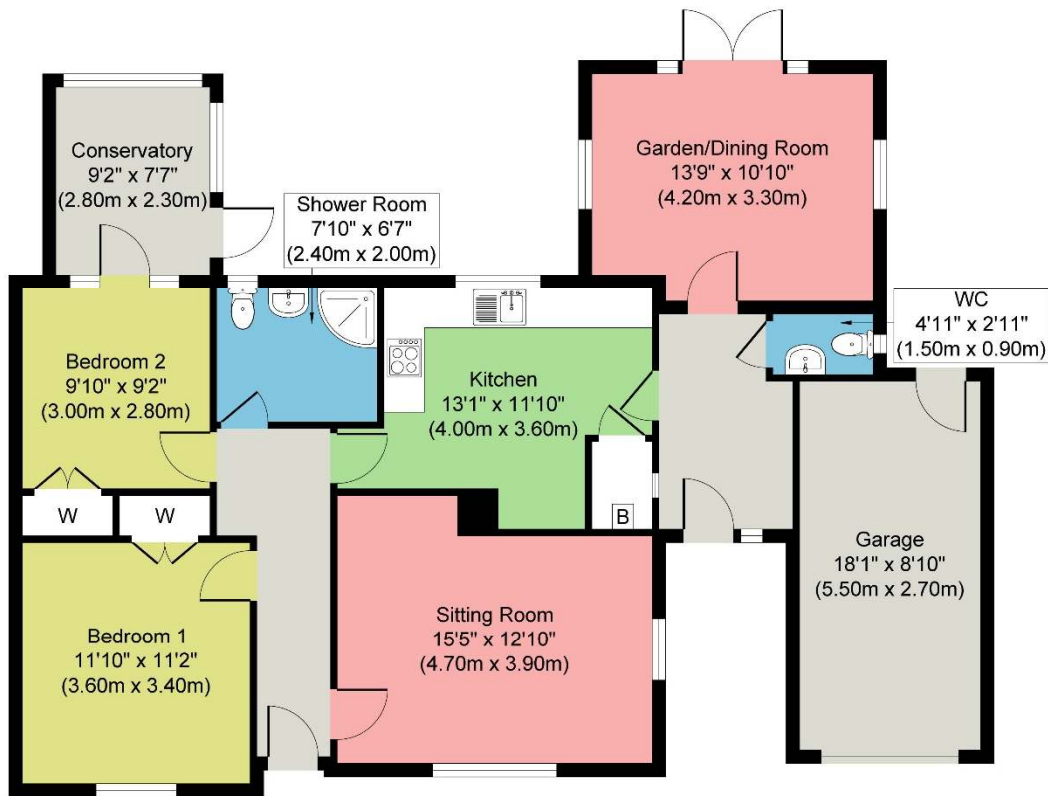 Conservatory
9'2" x 7'7"
(2.80m x 2.30m)
Shower Room
7'10" x 6'7"
(2.40m x 2.00m)
Garden/Dining Room
13'9" x 10'10"
(4.20m x 3.30m)
WC
4'11" x 2'11"
(1.50m x 0.90m)
Bedroom 2
9'10" x 9'2"
(3.00m x 2.80m)
Kitchen
13'1" x 11'10"
(4.00m x 3.60m)
W
W
B
Garage
18'1" x 8'10"
(5.50m x 2.70m)
Bedroom 1
11'10" x 11'2"
(3.60m x 3.40m)
Sitting Room
15'5" x 12'10"
(4.70m x 3.90m)